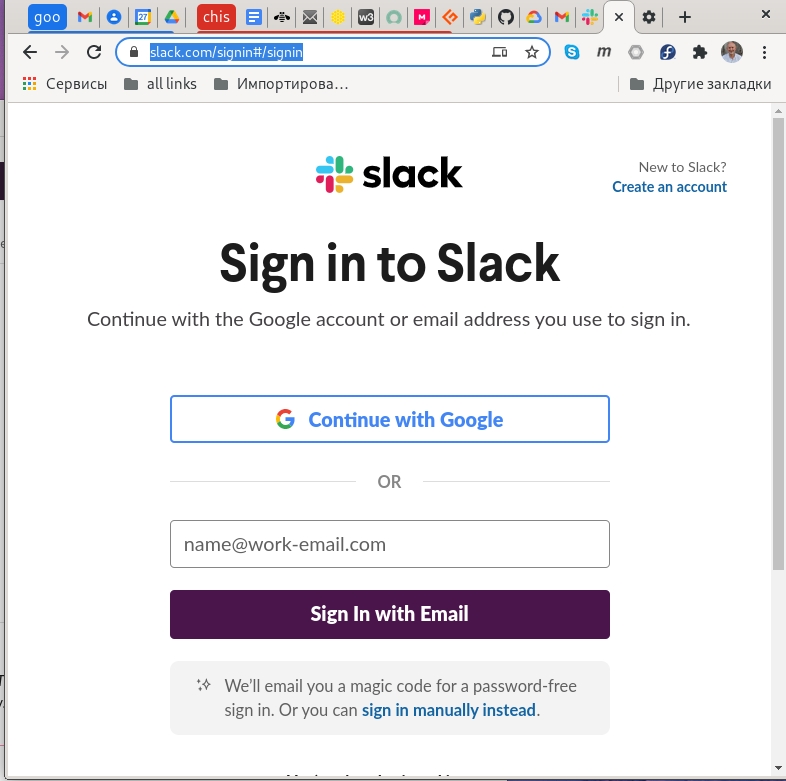 goo
27
chis
w3
slack.com/signin#/signin
m
Сервисы
all links
Импортирова...
Другие закладки
slack
New to Slack?
Create an account
Sign in to Slack
Continue with the Google account or email address you use to sign in.
Continue with Google
OR
name@work-email.com
Sign In with Email
We’ll email you a magic code for a password-free
sign in. Or you can sign in manually instead.